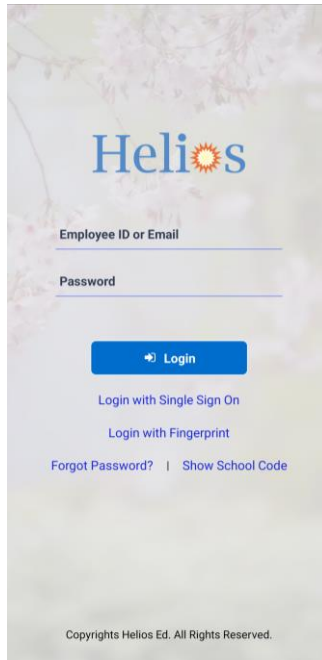 Helios
Employee ID or Email
Password
Login
Login with Single Sign On
Login with Fingerprint
Forgot Password? | Show School Code
Copyrights Helios Ed. All Rights Reserved.